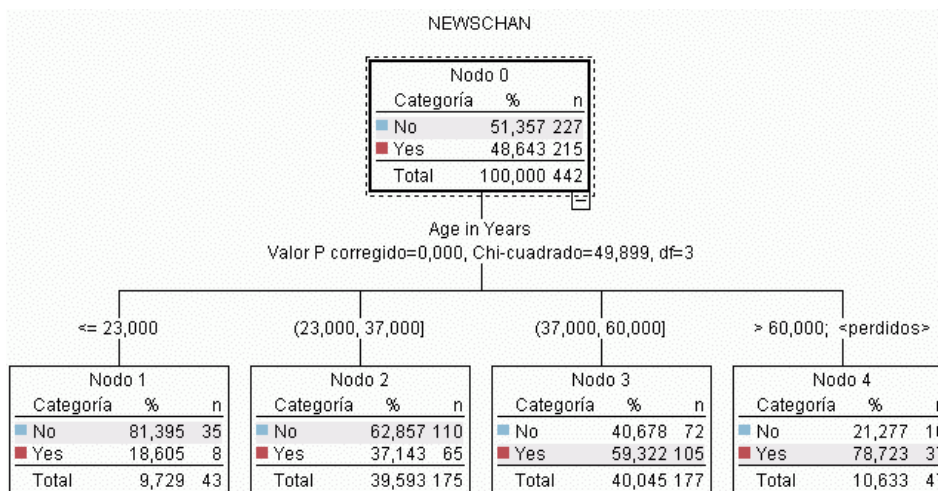 NEWSCHAN
Nodo 0
Categoría % n
No 51,357 227
Yes 48,643 215
Total 100,000 442
Age in Years
Valor P corregido=0,000, Chi-cuadrado=49,899, df=3
<= 23,000
(23,000, 37,000]
(37,000, 60,000]
> 60,000; <perdidos>
Nodo 1
Categoría % n
No 81,395 35
Yes 18,605 8
Total 9,729 43
Nodo 2
Categoría % n
No 62,857 110
Yes 37,143 65
Total 39,593 175
Nodo 3
Categoría % n
No 40,678 72
Yes 59,322 105
Total 40,045 177
Nodo 4
Categoría %
No 21,277
Yes 78,723
Total 10,633